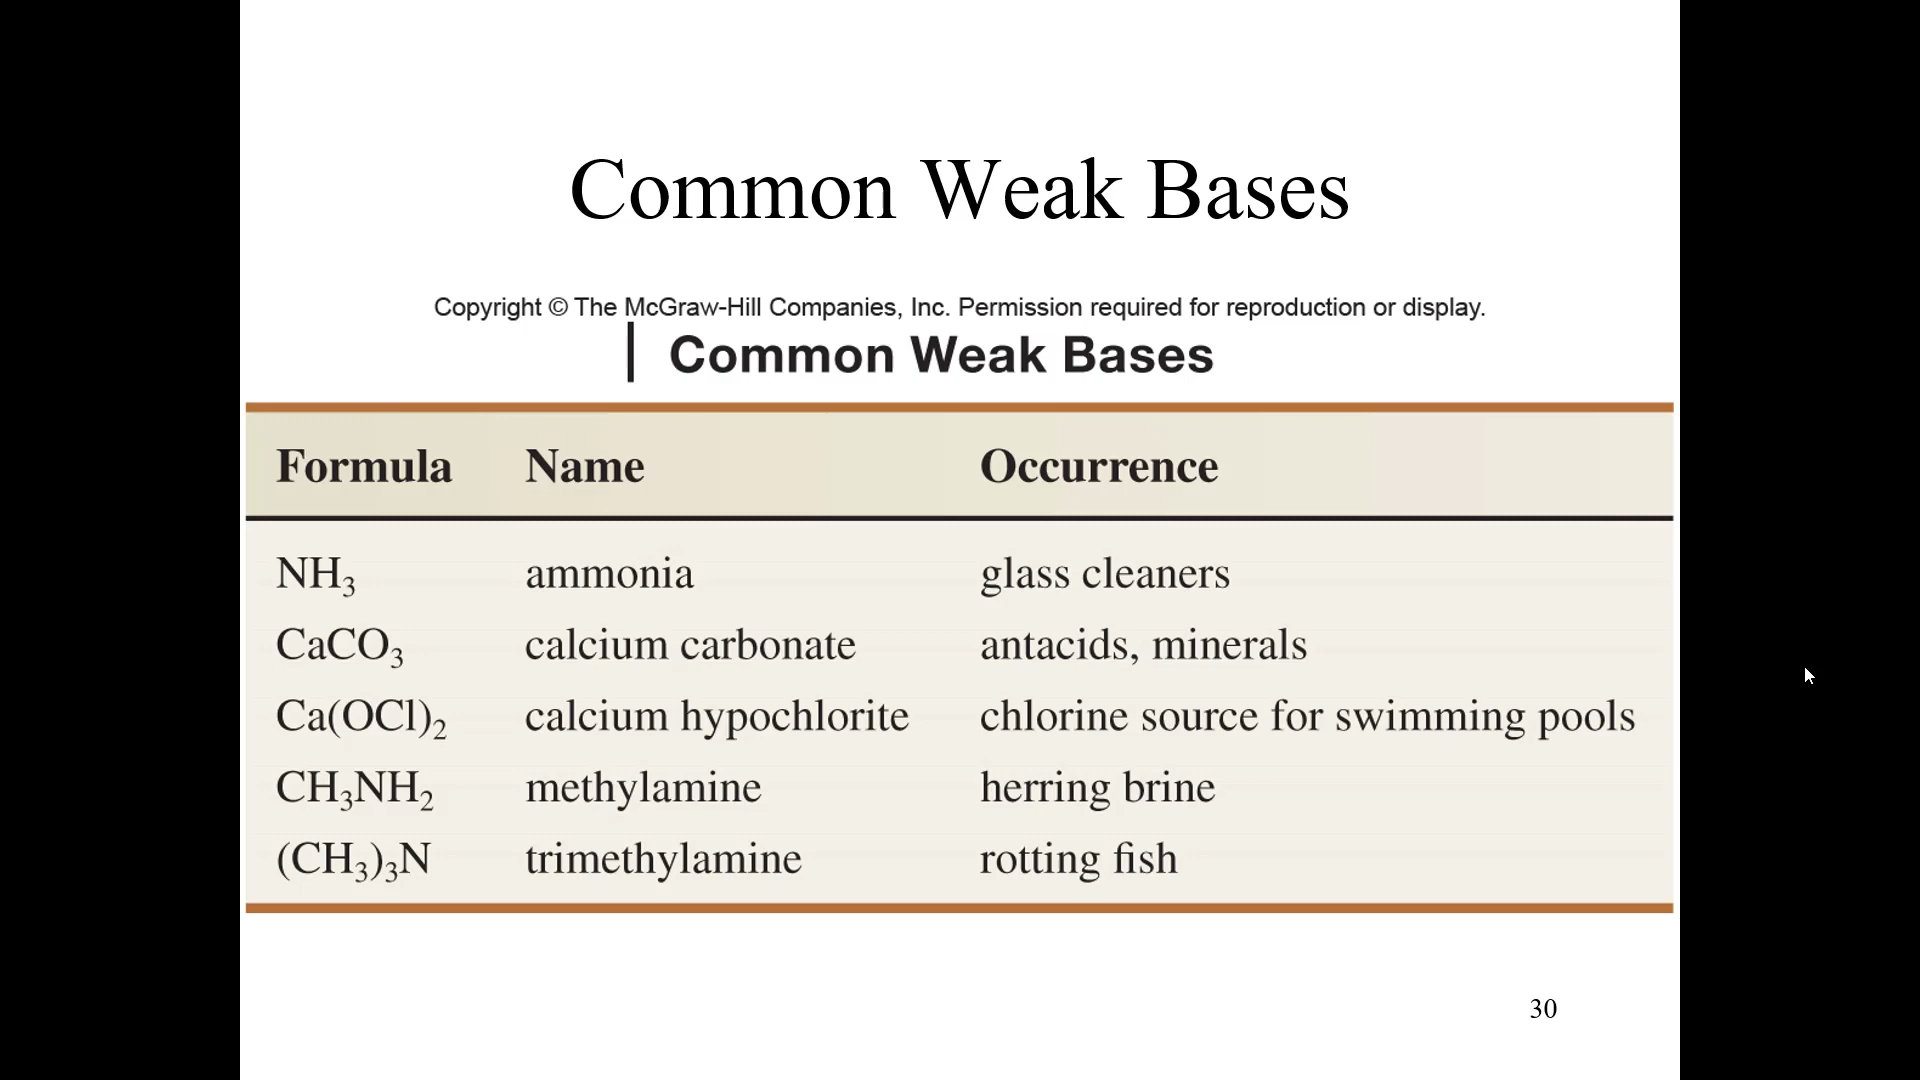 Common Weak Bases
Copyright © The McGraw-Hill Companies, Inc. Permission required for reproduction or display.
Common Weak Bases
Formula Name Occurrence
NH₃ ammonia glass cleaners
CaCO₃ calcium carbonate antacids, minerals
Ca(OCl)₂ calcium hypochlorite chlorine source for swimming pools
CH₃NH₂ methylamine herring brine
(CH₃)₃N trimethylamine rotting fish
30